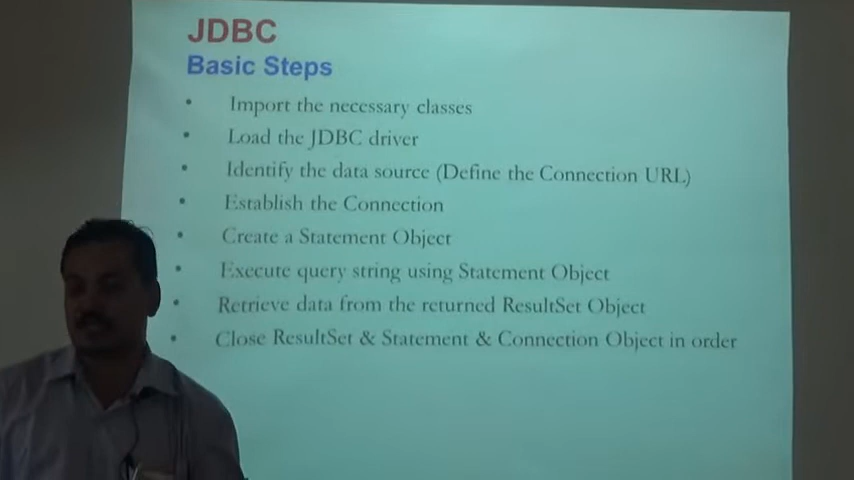 JDBC
Basic Steps
• Import the necessary classes
• Load the JDBC driver
• Identify the data source (Define the Connection URL)
• Establish the Connection
• Create a Statement Object
• Execute query string using Statement Object
• Retrieve data from the returned ResultSet Object
• Close ResultSet & Statement & Connection Object in order